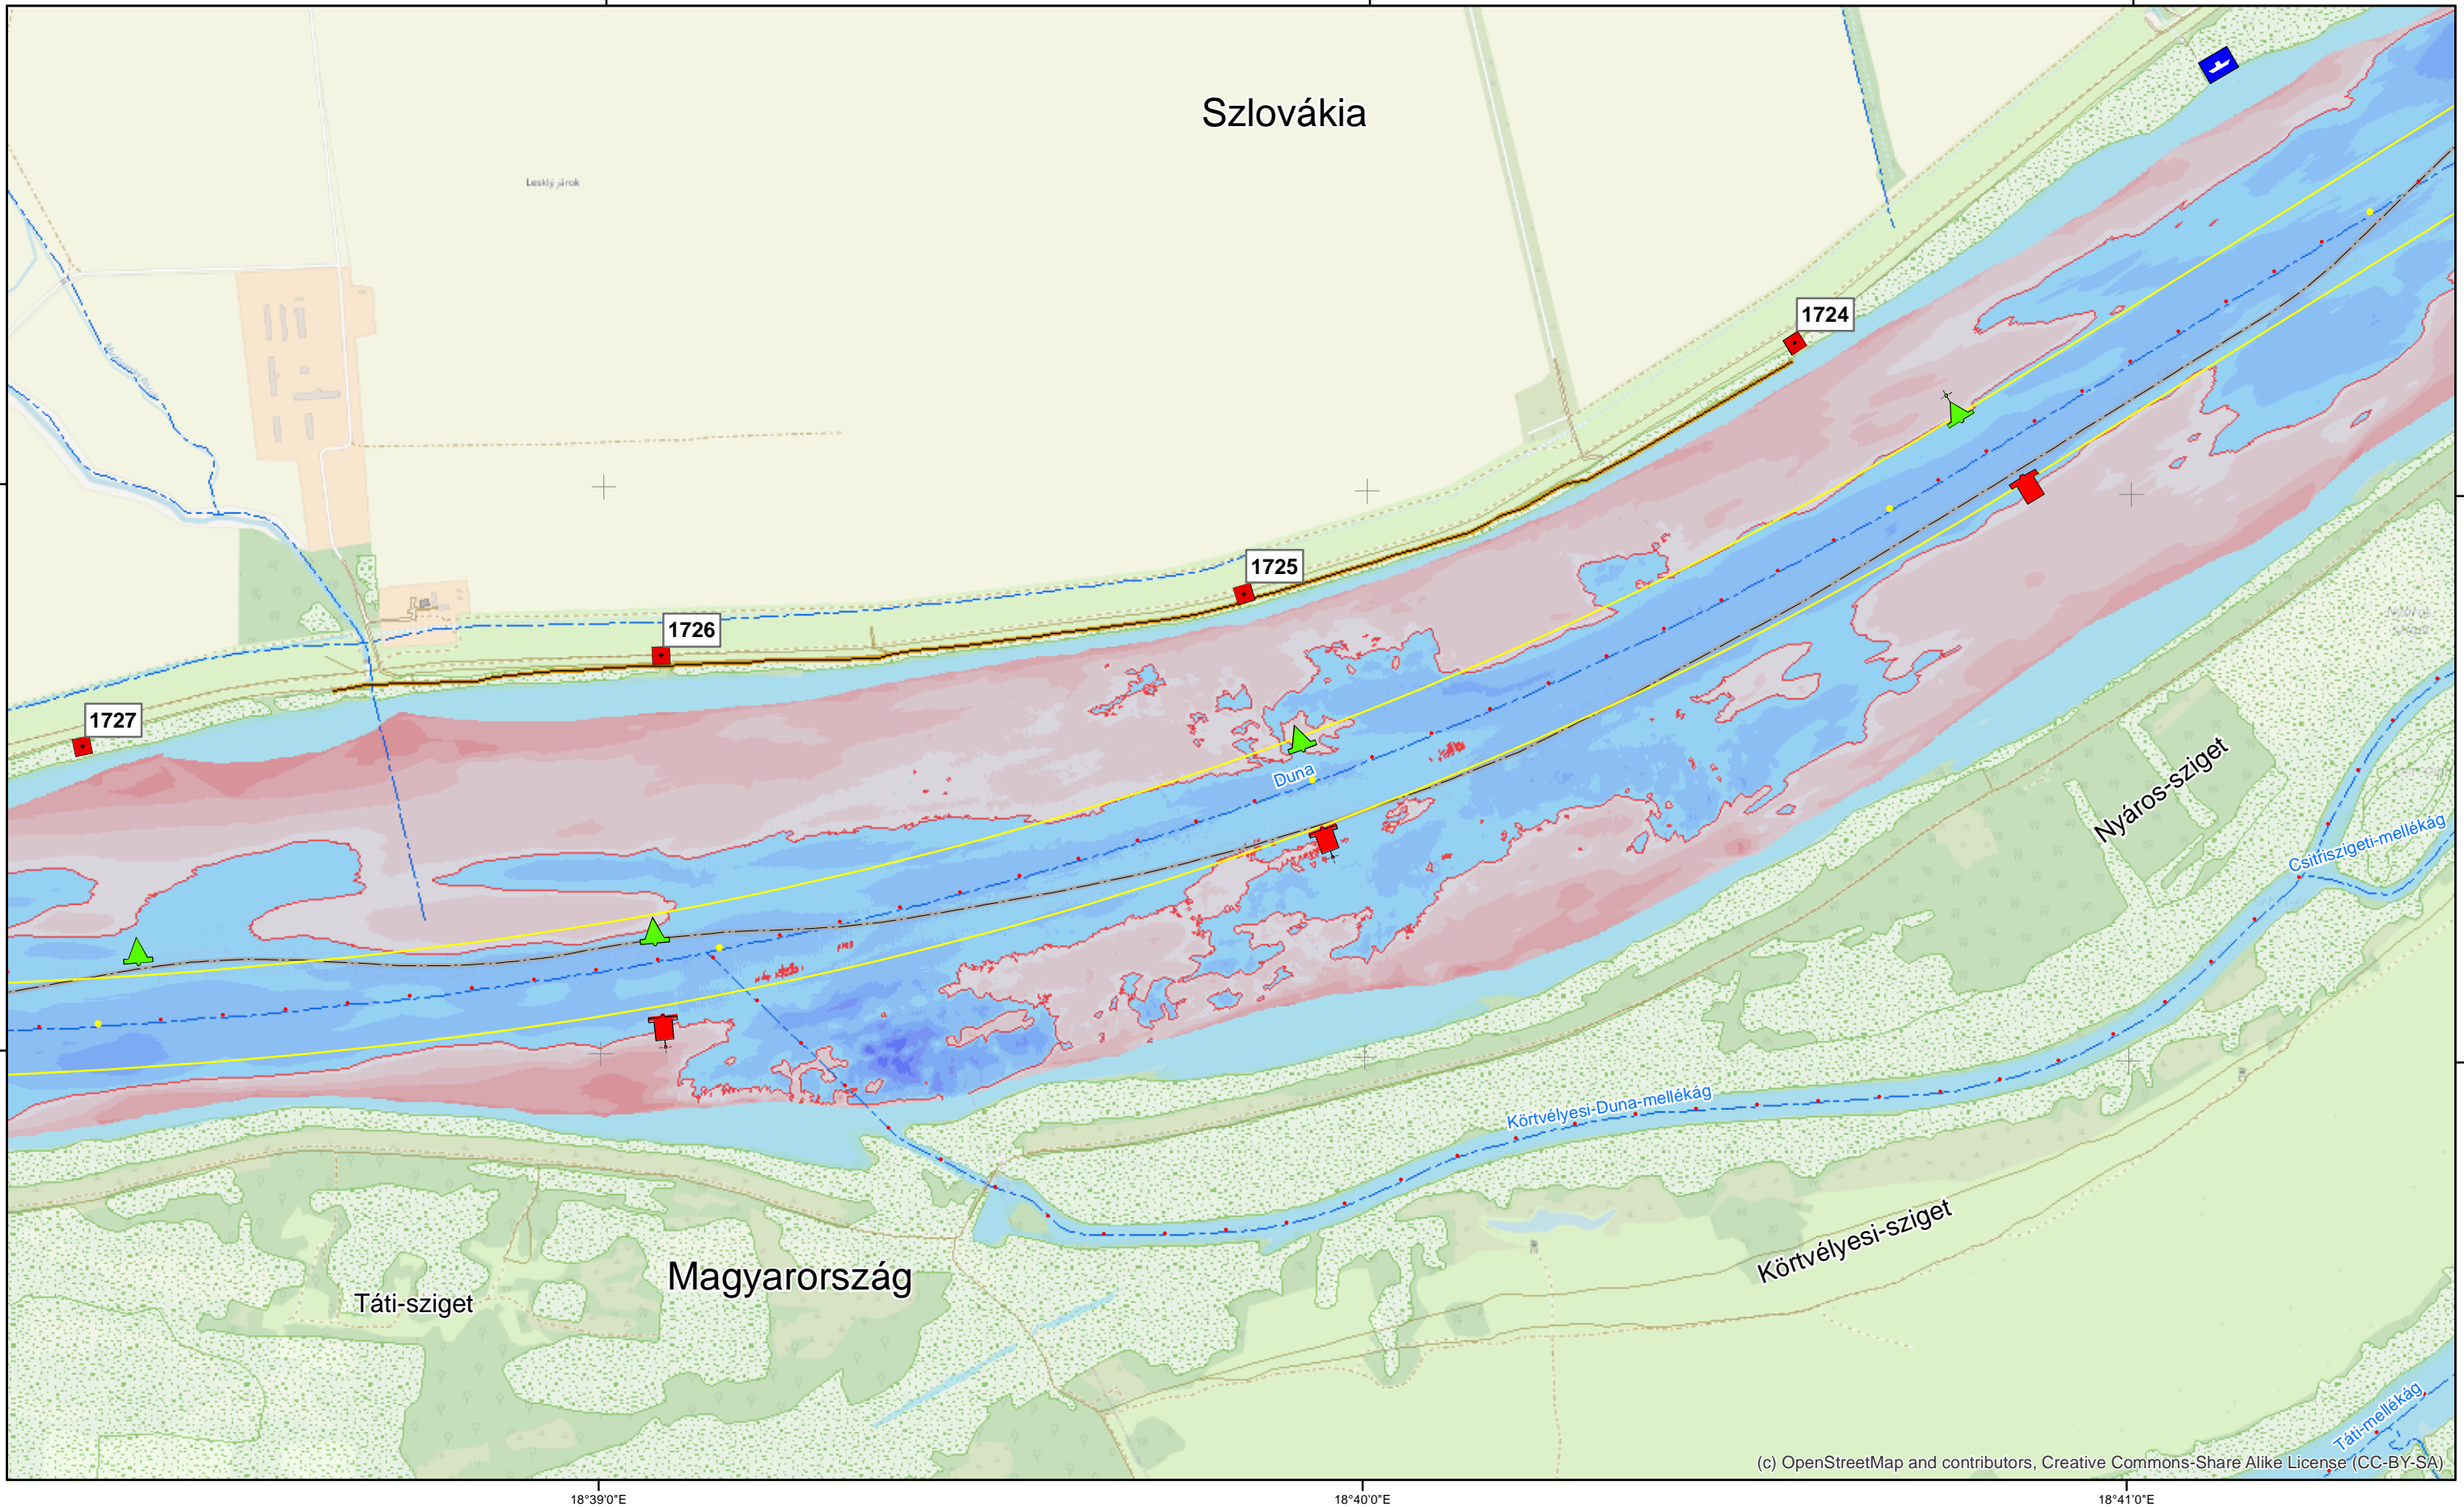 Szlovákia
Lesklý járok
1724
1725
1726
1727
Duna
Nyáros-sziget
Csitriszigeti-mellékág
Körtvélyesi-Duna-mellékág
Körtvélyesi-sziget
Magyarország
Táti-sziget
Táti-mellékág
(c) OpenStreetMap and contributors, Creative Commons-Share Alike License (CC-BY-SA)
18°39'0"E
18°40'0"E
18°41'0"E